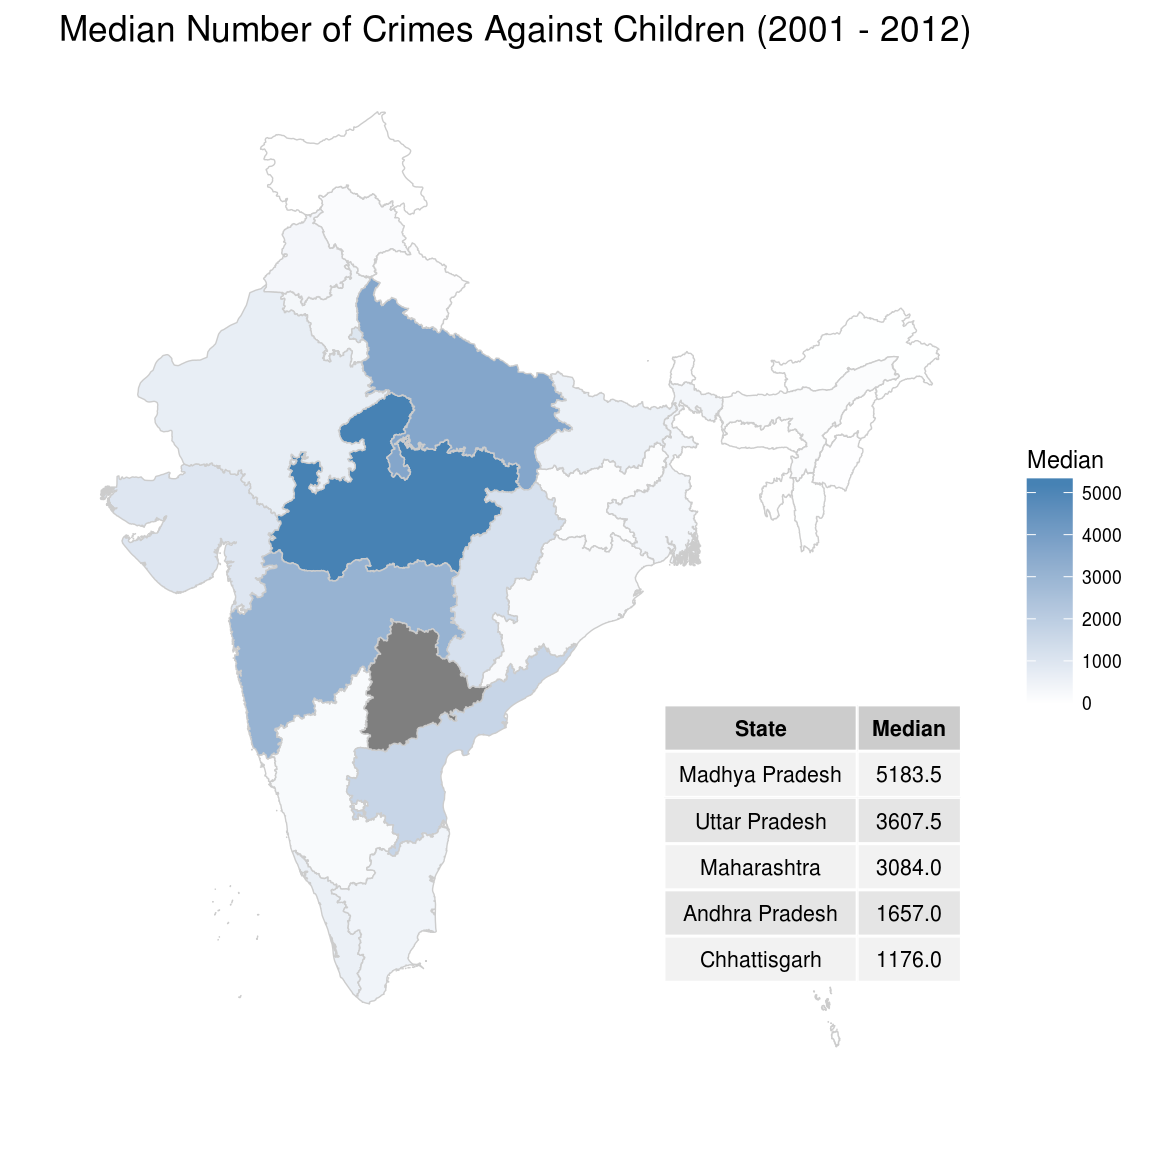 Median Number of Crimes Against Children (2001 - 2012)
Median
5000
4000
3000
2000
1000
0
State Median
Madhya Pradesh 5183.5
Uttar Pradesh 3607.5
Maharashtra 3084.0
Andhra Pradesh 1657.0
Chhattisgarh 1176.0